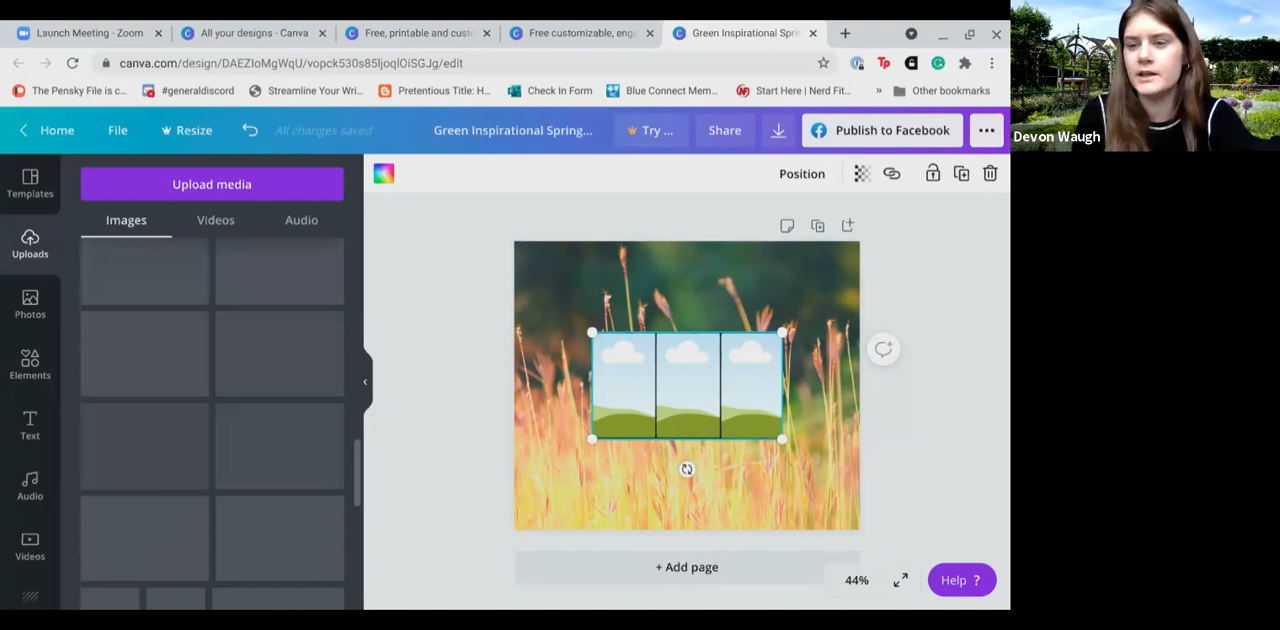 Launch Meeting - Zoom
All your designs - Canva
Free, printable and custo
Free customizable, eng
Green Inspirational Sprin
canva.com/design/DAEZIoMgWqU/vopck530s85ljoqlOiSGJg/edit
The Pensky File is c...
#generaldiscord
Streamline Your Wri...
Pretentious Title: H...
Check In Form
Blue Connect Mem...
Start Here | Nerd Fit...
»
Other bookmarks
Home
File
Resize
All changes saved
Green Inspirational Spring...
Try ...
Share
Publish to Facebook
Devon Waugh
Templates
Upload media
Position
Images
Videos
Audio
Uploads
Photos
Elements
Text
Audio
Videos
+ Add page
44%
Help ?